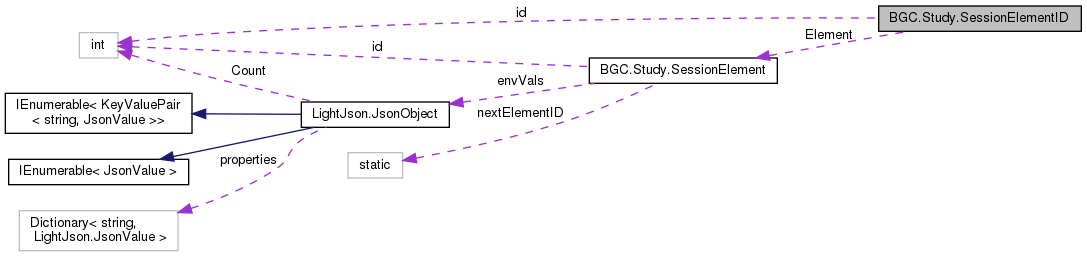 id
BGC.Study.SessionElementID
Element
int
id
Count
BGC.Study.SessionElement
envVals
IEnumerable< KeyValuePair
< string, JsonValue >>
LightJson.JsonObject
nextElementID
properties
static
IEnumerable< JsonValue >
Dictionary< string,
LightJson.JsonValue >